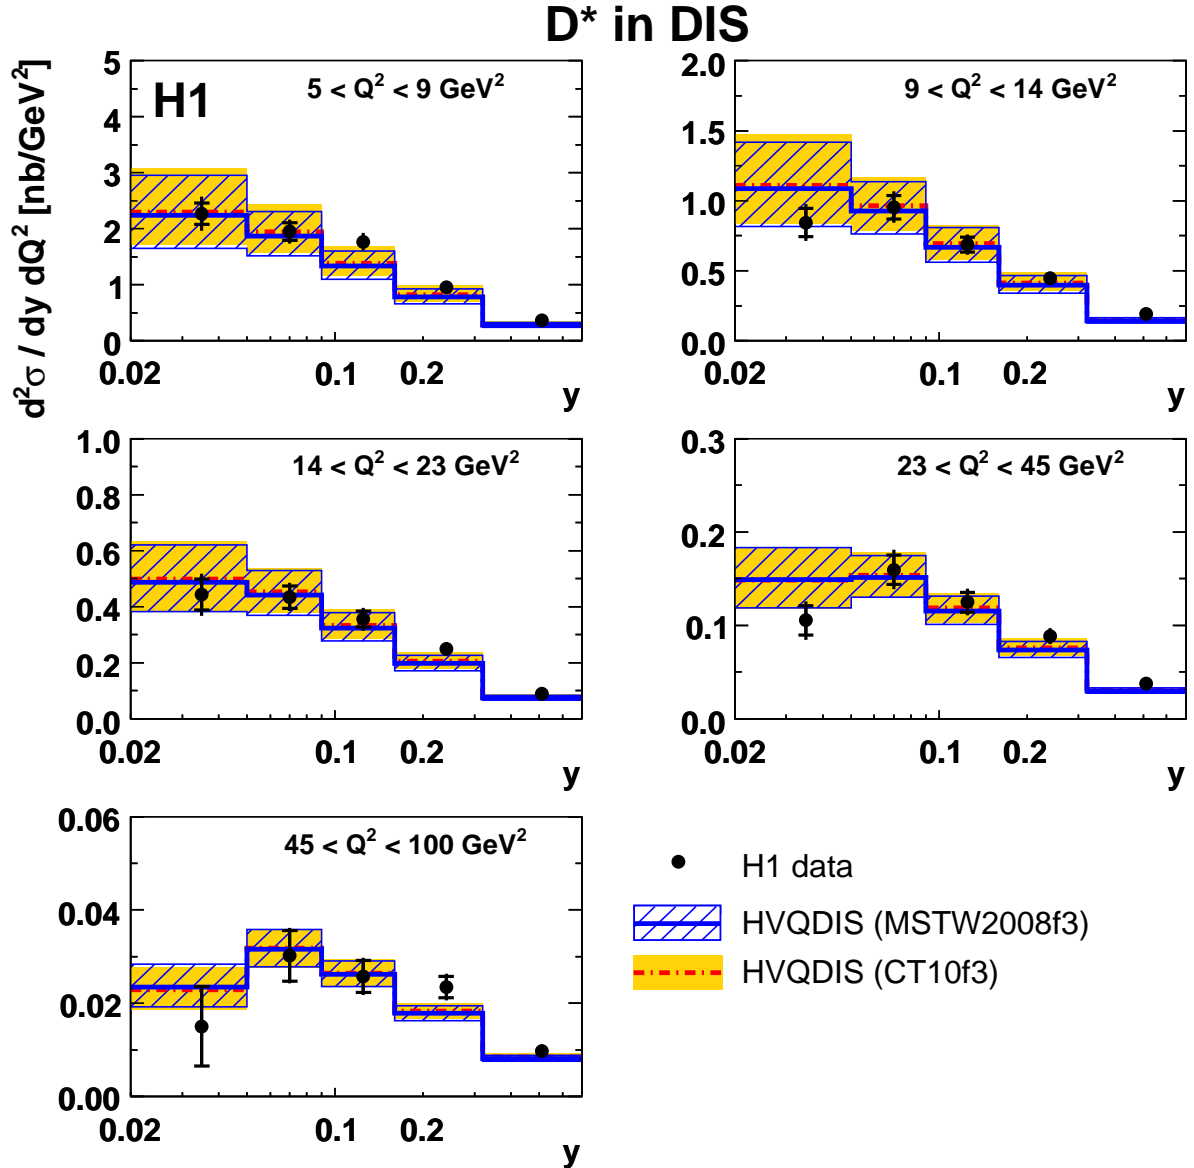 D* in DIS
d²σ / dy dQ² [nb/GeV²]
H1
5 < Q² < 9 GeV²
5
4
3
2
1
0
0.02 0.1 0.2
y
9 < Q² < 14 GeV²
2.0
1.5
1.0
0.5
0.0
0.02 0.1 0.2
y
14 < Q² < 23 GeV²
1.0
0.8
0.6
0.4
0.2
0.0
0.02 0.1 0.2
y
23 < Q² < 45 GeV²
0.3
0.2
0.1
0.0
0.02 0.1 0.2
y
45 < Q² < 100 GeV²
0.06
0.04
0.02
0.00
0.02 0.1 0.2
y
H1 data
HVQDIS (MSTW2008f3)
HVQDIS (CT10f3)